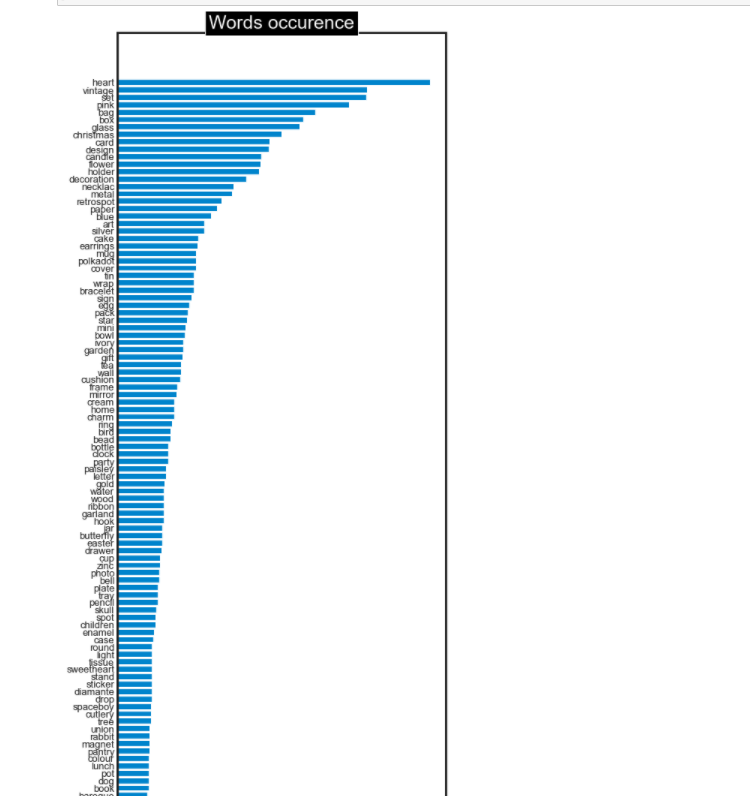 Words occurence
heart
vintage
set
pink
bag
box
glass
christmas
card
design
candle
flower
holder
decoration
necklac
metal
retrospot
paper
blue
art
silver
cake
earrings
mug
polkadot
cover
tin
wrap
bracelet
sign
egg
pack
star
mini
bowl
ivory
garden
gift
tea
wall
cushion
frame
mirror
cream
home
charm
ring
bird
bead
bottle
clock
party
paisley
letter
gold
water
wood
ribbon
garland
hook
jar
butterfly
easter
drawer
cup
zinc
photo
bell
plate
tray
pencil
skull
spot
children
enamel
case
round
light
tissue
sweetheart
stand
sticker
diamante
drop
spaceboy
cutlery
tree
union
rabbit
magnet
pantry
colour
lunch
pot
dog
book